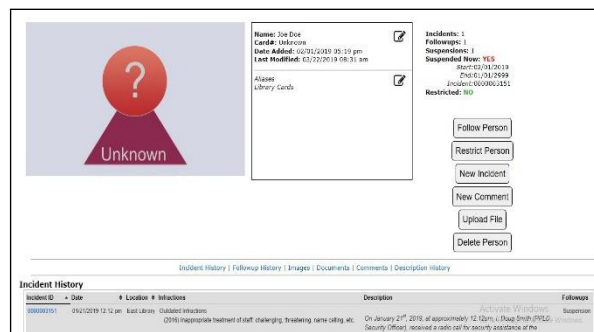 ?
Unknown
Name: Joe Doe
Card#: Unknown
Date Added: 02/01/2019 05:19 pm
Last Modified: 03/22/2019 08:31 am
Aliases
Library Cards
Incidents: 1
Followups: 1
Suspensions: 1
Suspended Now: YES
Start:02/01/2019
End:01/01/2999
Incident:0000003151
Restricted: NO
Follow Person
Restrict Person
New Incident
New Comment
Upload File
Delete Person
Incident History | Followup History | Images | Documents | Comments | Description History
Incident History
Incident ID Date Location Infractions Description Followups
0000003151 01/21/2019 12:12 pm East Library Outdated Infractions Suspension
(2016) Inappropriate treatment of staff: challenging, threatening, name calling, etc.
On January 21st, 2019, at approximately 12:12pm, I, Doug Smith (PPLD
Security Officer), received a radio call for security assistance at the
Activate Windows